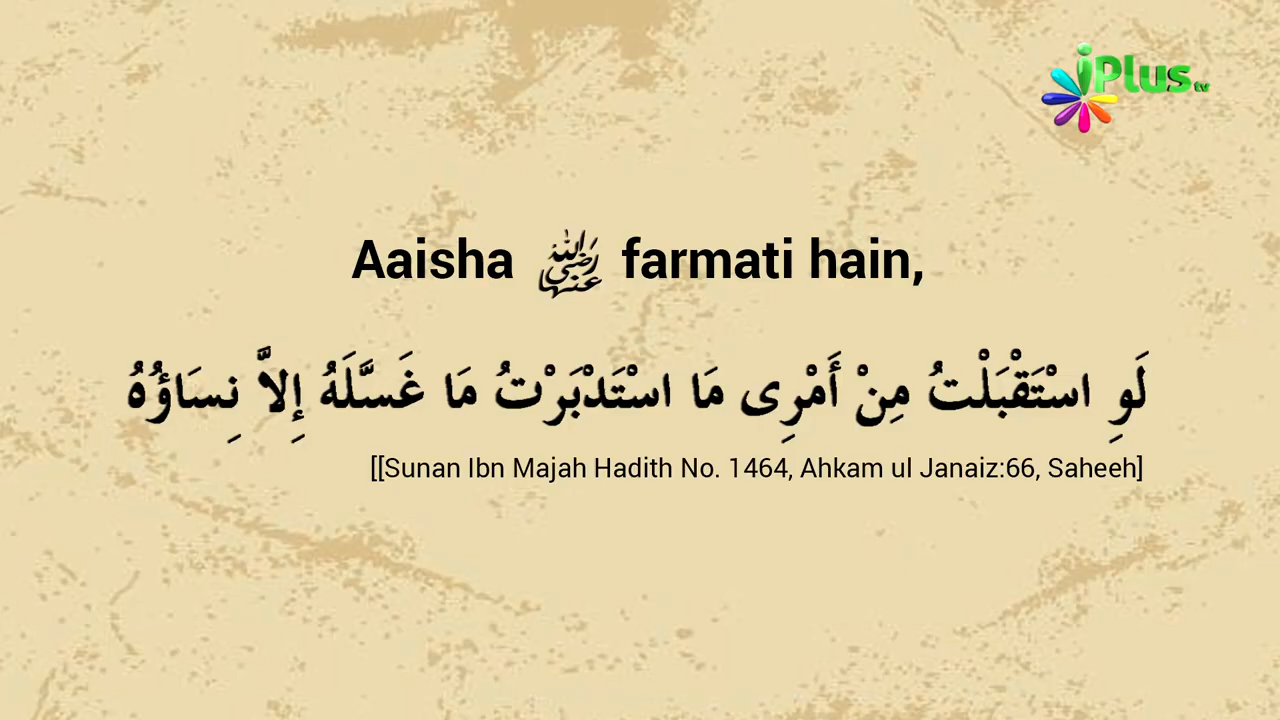 iPlus tv
Aaisha رضي الله عنها farmati hain,
لَوِ اسْتَقْبَلْتُ مِنْ أَمْرِى مَا اسْتَدْبَرْتُ مَا غَسَّلَهُ إِلاَّ نِسَاؤُهُ
[[Sunan Ibn Majah Hadith No. 1464, Ahkam ul Janaiz:66, Saheeh]